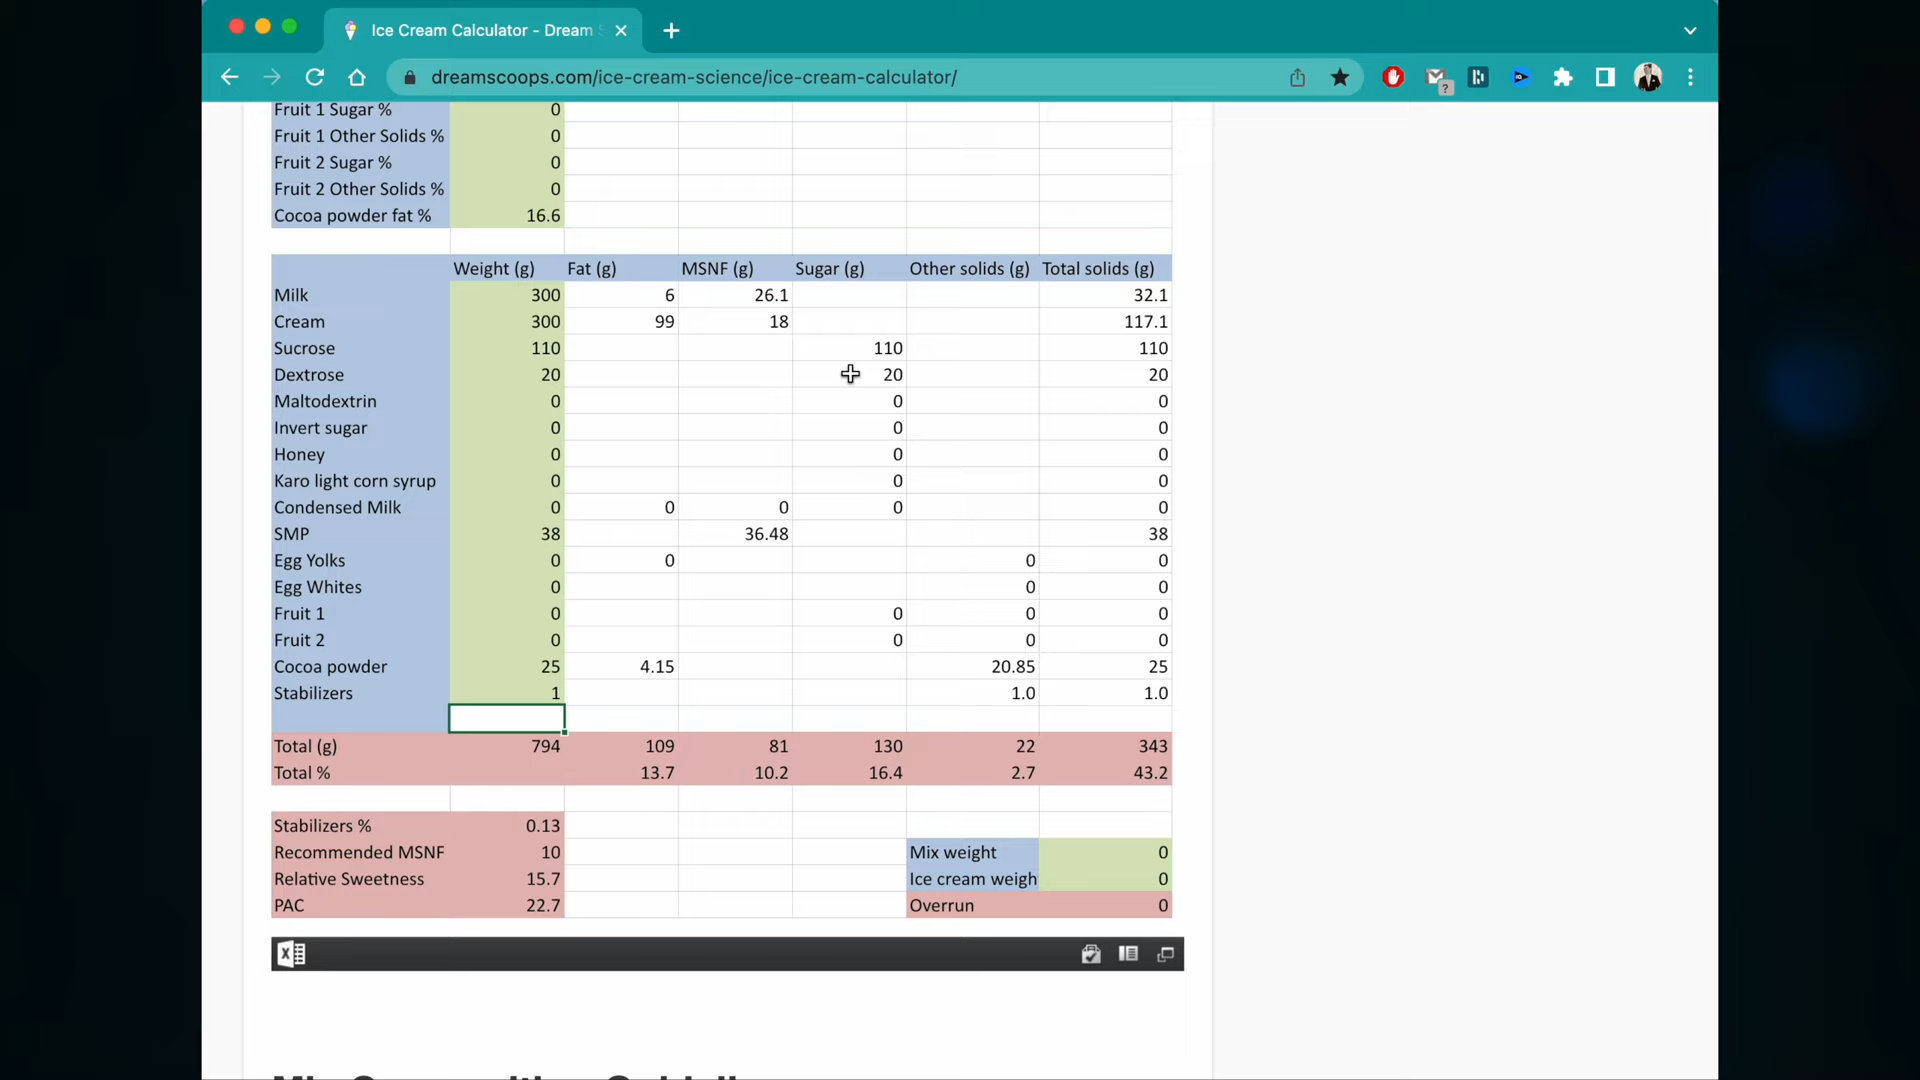 Ice Cream Calculator - Dream S
dreamscoops.com/ice-cream-science/ice-cream-calculator/
Fruit 1 Sugar % 0
Fruit 1 Other Solids % 0
Fruit 2 Sugar % 0
Fruit 2 Other Solids % 0
Cocoa powder fat % 16.6
Weight (g) Fat (g) MSNF (g) Sugar (g) Other solids (g) Total solids (g)
Milk 300 6 26.1 32.1
Cream 300 99 18 117.1
Sucrose 110 110 110
Dextrose 20 20 20
Maltodextrin 0 0 0
Invert sugar 0 0 0
Honey 0 0 0
Karo light corn syrup 0 0 0
Condensed Milk 0 0 0 0 0
SMP 38 36.48 38
Egg Yolks 0 0 0 0
Egg Whites 0 0 0
Fruit 1 0 0 0 0
Fruit 2 0 0 0 0
Cocoa powder 25 4.15 20.85 25
Stabilizers 1 1.0 1.0
Total (g) 794 109 81 130 22 343
Total % 13.7 10.2 16.4 2.7 43.2
Stabilizers % 0.13
Recommended MSNF 10 Mix weight 0
Relative Sweetness 15.7 Ice cream weigh 0
PAC 22.7 Overrun 0